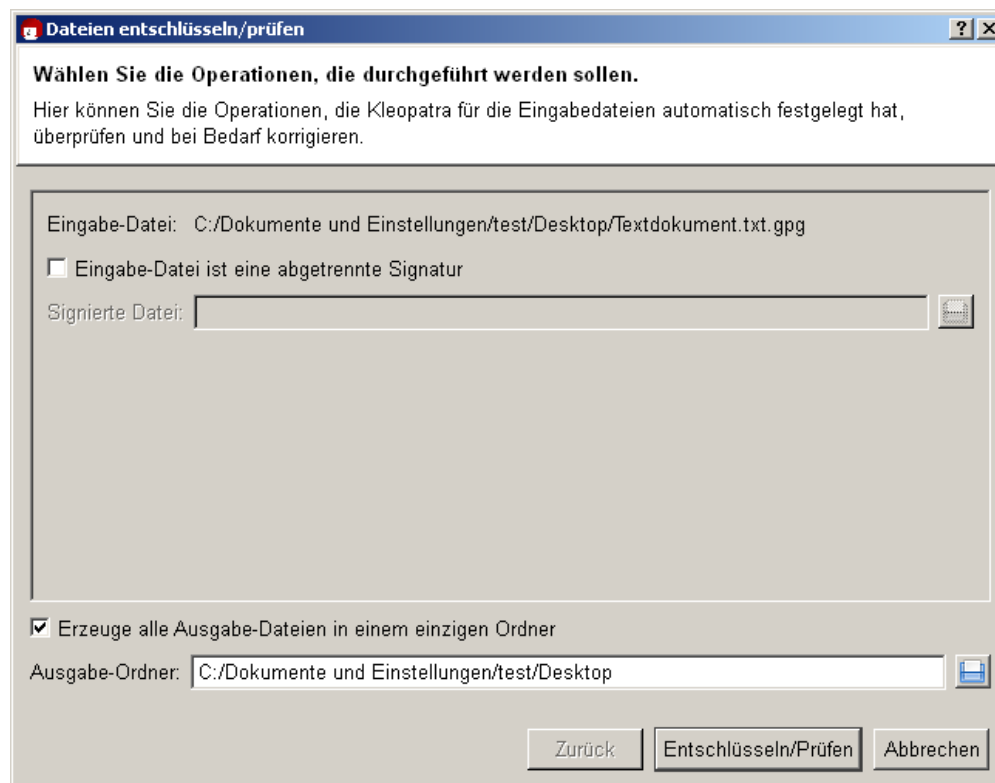 Dateien entschlüsseln/prüfen
Wählen Sie die Operationen, die durchgeführt werden sollen.
Hier können Sie die Operationen, die Kleopatra für die Eingabedateien automatisch festgelegt hat,
überprüfen und bei Bedarf korrigieren.
Eingabe-Datei: C:/Dokumente und Einstellungen/test/Desktop/Textdokument.txt.gpg
Eingabe-Datei ist eine abgetrennte Signatur
Signierte Datei:
Erzeuge alle Ausgabe-Dateien in einem einzigen Ordner
Ausgabe-Ordner: C:/Dokumente und Einstellungen/test/Desktop
Zurück Entschlüsseln/Prüfen Abbrechen